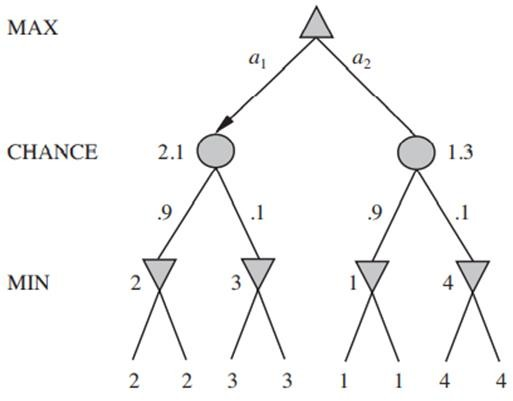 MAX
a1 a2
CHANCE 2.1 1.3
.9 .1 .9 .1
MIN 2 3 1 4
2 2 3 3 1 1 4 4